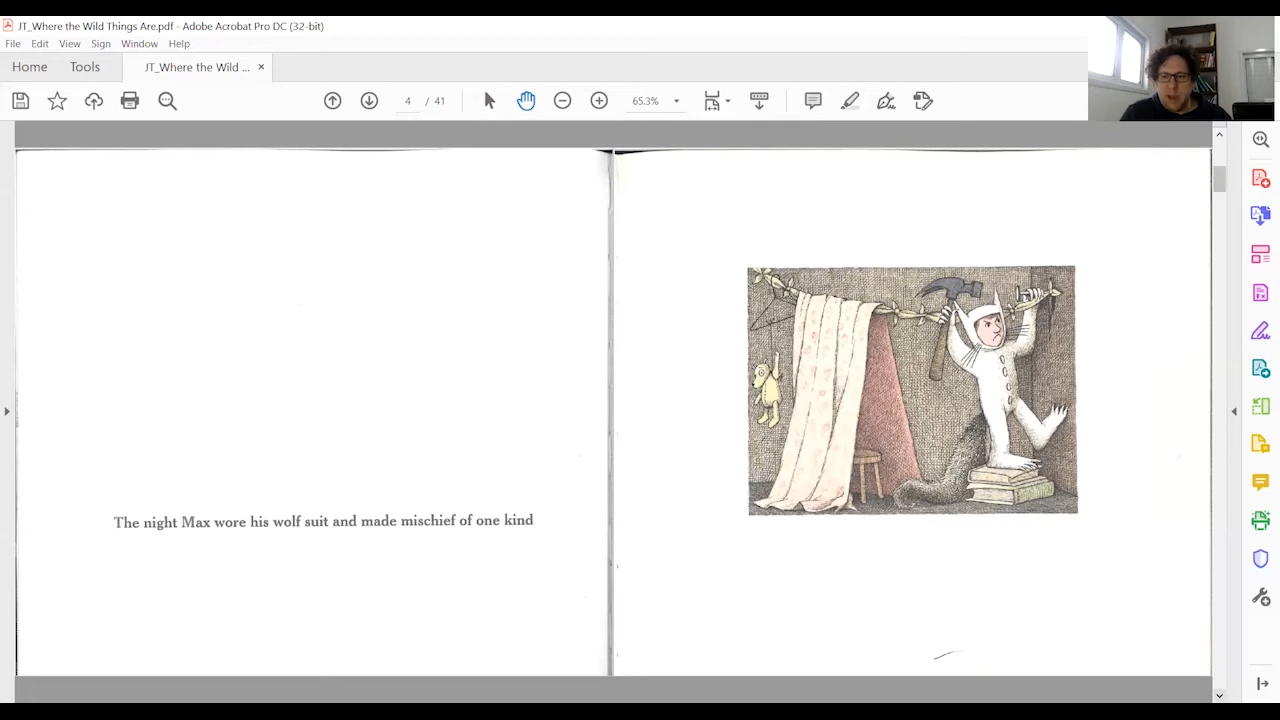 JT_Where the Wild Things Are.pdf - Adobe Acrobat Pro DC (32-bit)
File Edit View Sign Window Help
Home Tools JT_Where the Wild ... ×
4 / 41 65.3%
The night Max wore his wolf suit and made mischief of one kind